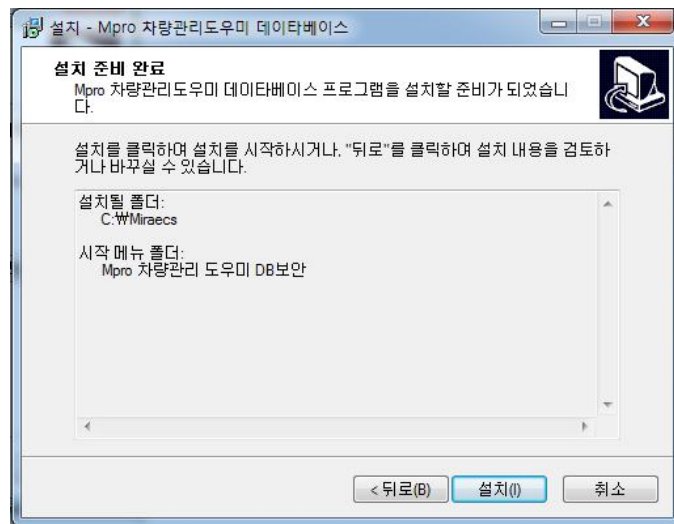 설치 - Mpro 차량관리도우미 데이타베이스
설치 준비 완료
Mpro 차량관리도우미 데이타베이스 프로그램을 설치할 준비가 되었습니
다.
설치를 클릭하여 설치를 시작하시거나, "뒤로"를 클릭하여 설치 내용을 검토하
거나 바꾸실 수 있습니다.
설치될 폴더:
C:₩Miraecs
시작 메뉴 폴더:
Mpro 차량관리 도우미 DB보안
< 뒤로(B)
설치(I)
취소